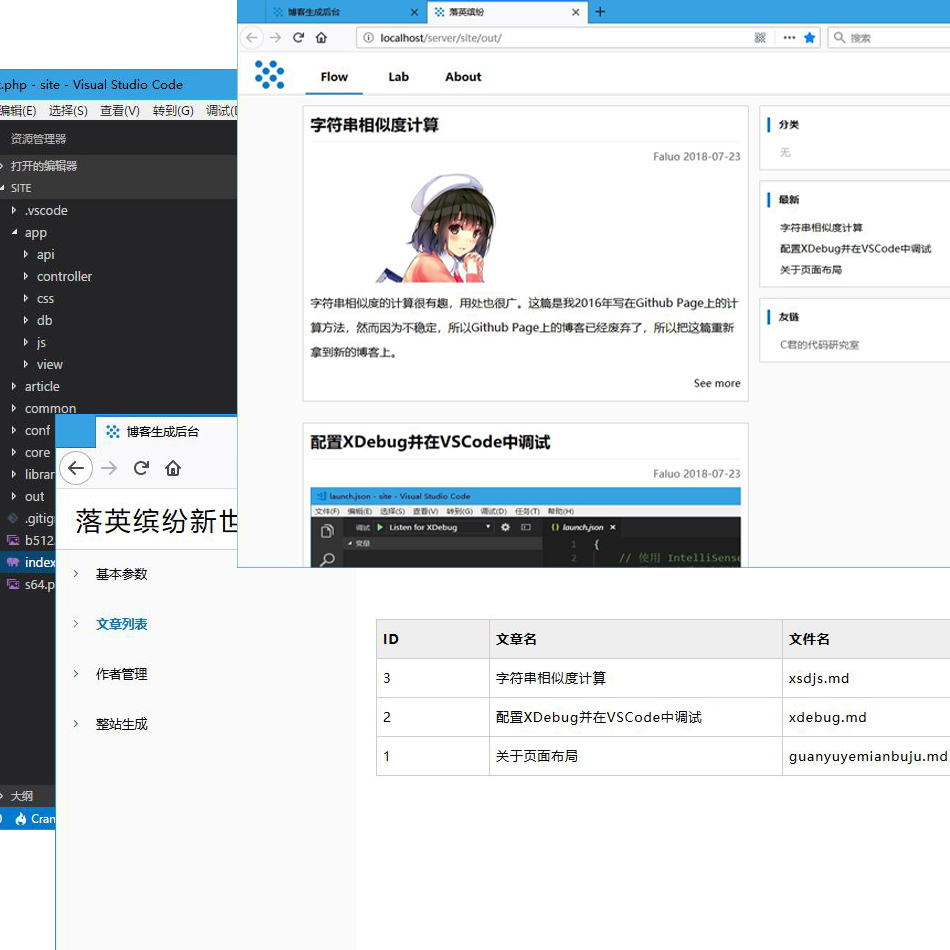 .php - site - Visual Studio Code
编辑(E) 选择(S) 查看(V) 转到(G) 调试(D
资源管理器
打开的编辑器
SITE
.vscode
app
api
controller
css
db
js
view
article
common
conf
core
librar
out
.gitig
b512.
index
s64.p
大纲
0 Cran
博客生成后台
落英缤纷
localhost/server/site/out/
搜索
Flow Lab About
字符串相似度计算
Faluo 2018-07-23
字符串相似度的计算很有趣，用处也很广。这篇是我2016年写在Github Page上的计
算方法，然而因为不稳定，所以Github Page上的博客已经废弃了，所以把这篇重新
拿到新的博客上。
See more
配置XDebug并在VSCode中调试
Faluo 2018-07-23
launch.json - site - Visual Studio Code
文件(F) 编辑(E) 选择(S) 查看(V) 转到(G) 调试(D) 任务(T) 帮助(H)
调试 Listen for XDebug
launch.json
变量
1 {
2 // 使用 IntelliSense
分类
无
最新
字符串相似度计算
配置XDebug并在VSCode中调试
关于页面布局
友链
C君的代码研究室
博客生成后台
落英缤纷新世
基本参数
文章列表
作者管理
整站生成
ID 文章名 文件名
3 字符串相似度计算 xsdjs.md
2 配置XDebug并在VSCode中调试 xdebug.md
1 关于页面布局 guanyuyemianbuju.md